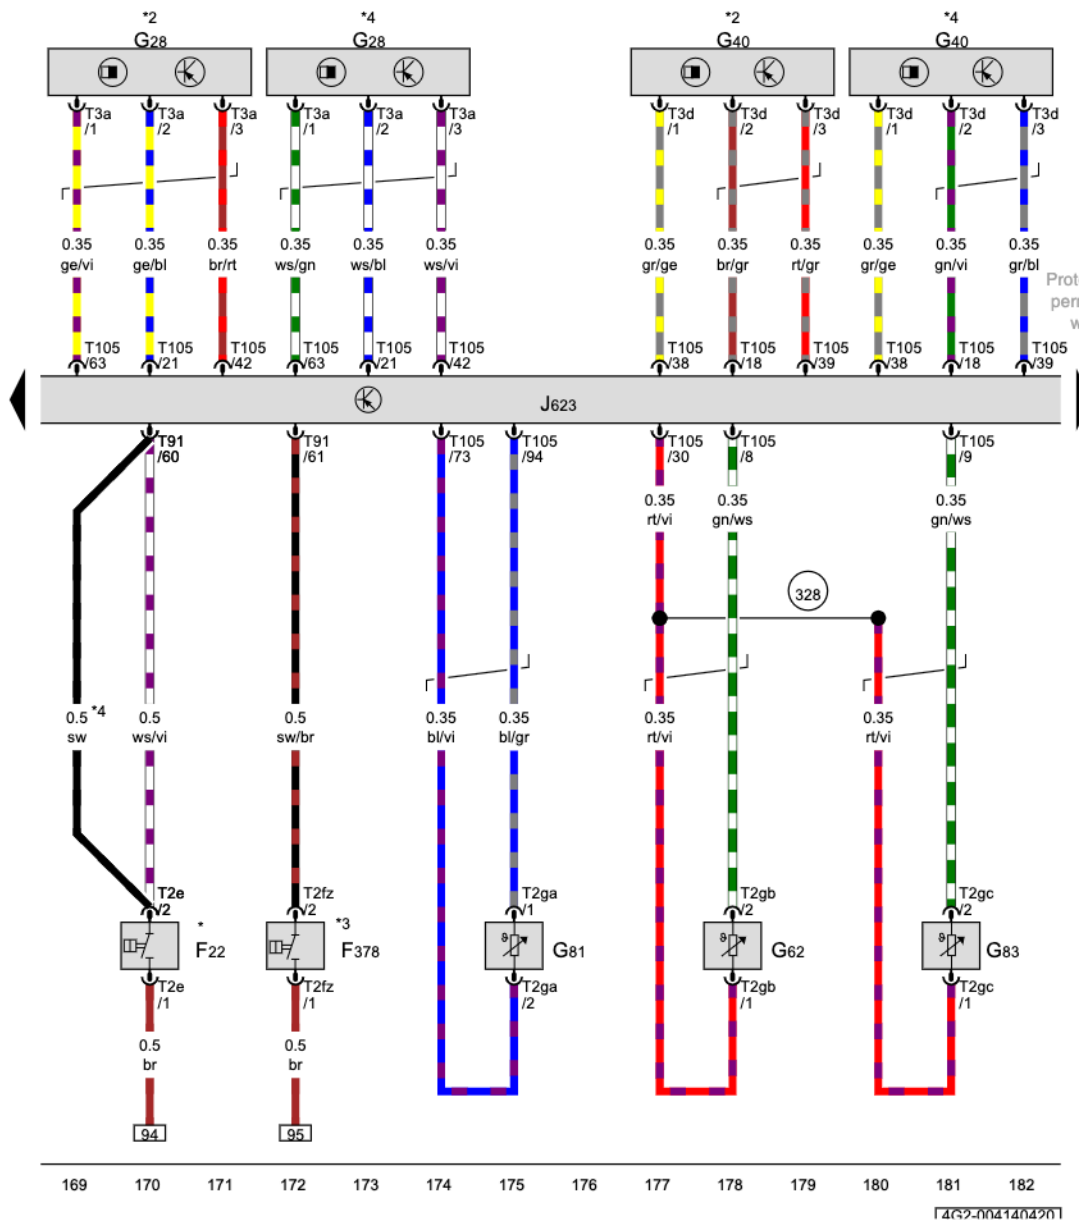 *2 *4 *2 *4
G28 G28 G40 G40
T3a T3a T3a T3a T3a T3a T3d T3d T3d T3d T3d T3d
/1 /2 /3 /1 /2 /3 /1 /2 /3 /1 /2 /3
0.35 0.35 0.35 0.35 0.35 0.35 0.35 0.35 0.35 0.35 0.35 0.35
ge/vi ge/bl br/rt ws/gn ws/bl ws/vi gr/ge br/gr rt/gr gr/ge gn/vi gr/bl
T105 T105 T105 T105 T105 T105 T105 T105 T105 T105 T105 T105
/63 /21 /42 /63 /21 /42 /38 /18 /39 /38 /18 /39
J623
T91 T91 T105 T105 T105 T105 T105
/60 /61 /73 /94 /30 /8 /9
0.35 0.35 0.35
rt/vi gn/ws gn/ws
328
0.5 *4 0.5 0.5 0.35 0.35 0.35 0.35
sw ws/vi sw/br bl/vi bl/gr rt/vi rt/vi
T2e T2fz T2ga T2gb T2gc
/2 /2 /1 /2 /2
* *3
F22 F378 G81 G62 G83
T2e T2fz T2ga T2gb T2gc
/1 /1 /2 /1 /1
0.5 0.5
br br
94 95
169 170 171 172 173 174 175 176 177 178 179 180 181 182
4G2-004140420